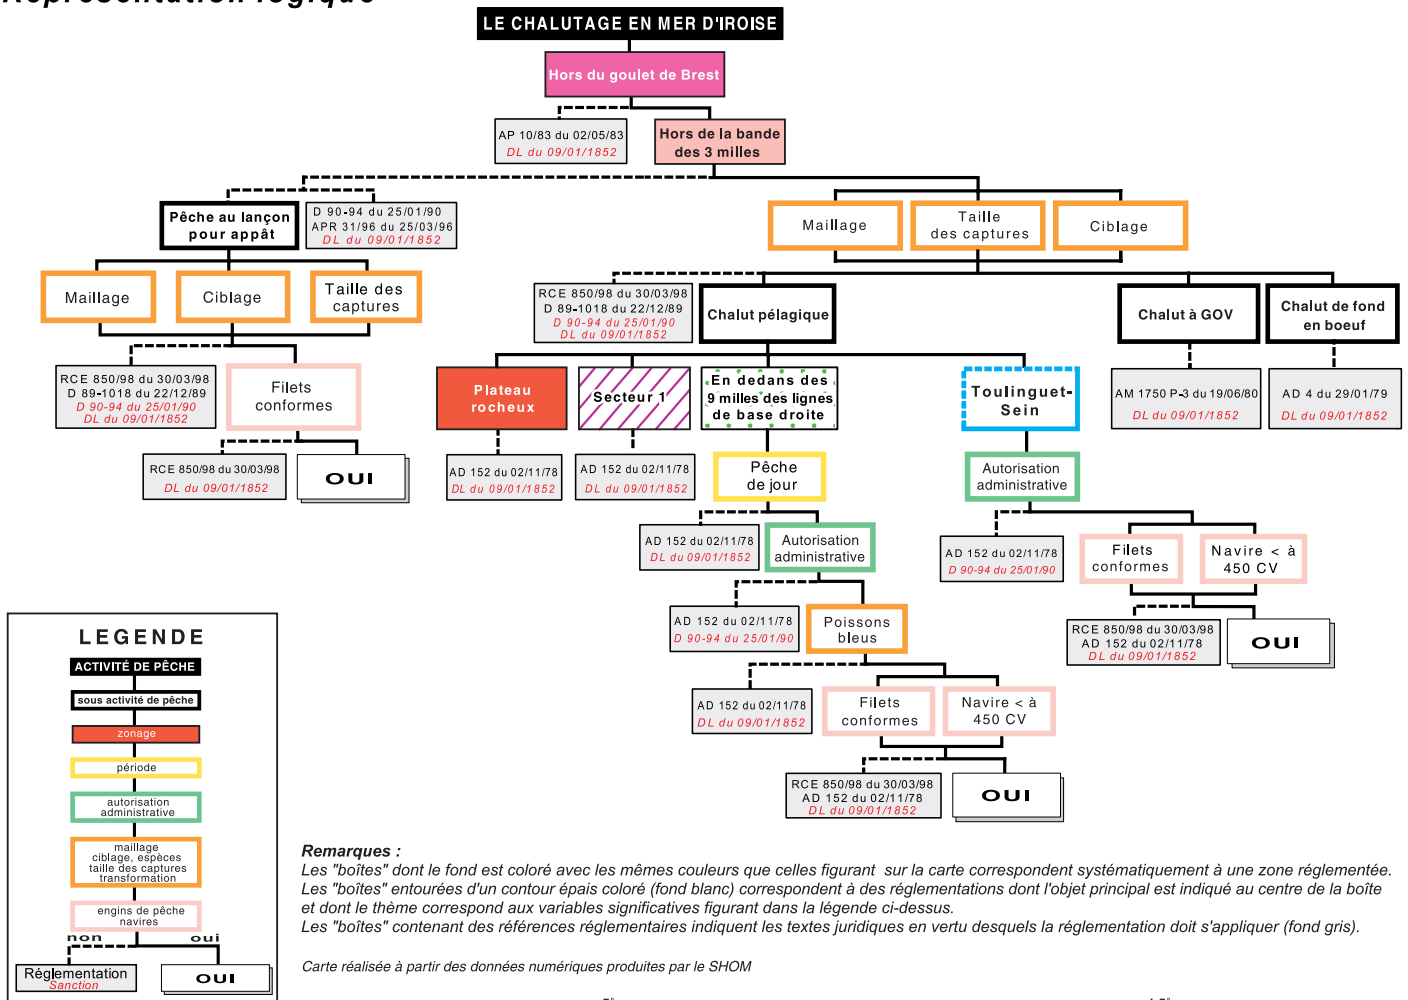 Représentation logique
LE CHALUTAGE EN MER D'IROISE
Hors du goulet de Brest
AP 10/83 du 02/05/83
DL du 09/01/1852
Hors de la bande
des 3 milles
Pêche au lançon
pour appât
D 90-94 du 25/01/90
APR 31/96 du 25/03/96
DL du 09/01/1852
Maillage
Taille
des captures
Ciblage
Maillage
Ciblage
Taille des
captures
RCE 850/98 du 30/03/98
D 89-1018 du 22/12/89
D 90-94 du 25/01/90
DL du 09/01/1852
Chalut pélagique
Chalut à GOV
Chalut de fond
en boeuf
RCE 850/98 du 30/03/98
D 89-1018 du 22/12/89
D 90-94 du 25/01/90
DL du 09/01/1852
Filets
conformes
Plateau
rocheux
Secteur 1
En dedans des
9 milles des lignes
de base droite
Toulinguet-
Sein
AM 1750 P-3 du 19/06/80
DL du 09/01/1852
AD 4 du 29/01/79
DL du 09/01/1852
RCE 850/98 du 30/03/98
DL du 09/01/1852
OUI
AD 152 du 02/11/78
DL du 09/01/1852
AD 152 du 02/11/78
DL du 09/01/1852
Pêche
de jour
Autorisation
administrative
AD 152 du 02/11/78
DL du 09/01/1852
Autorisation
administrative
AD 152 du 02/11/78
D 90-94 du 25/01/90
Filets
conformes
Navire < à
450 CV
AD 152 du 02/11/78
D 90-94 du 25/01/90
Poissons
bleus
RCE 850/98 du 30/03/98
AD 152 du 02/11/78
DL du 09/01/1852
OUI
AD 152 du 02/11/78
DL du 09/01/1852
Filets
conformes
Navire < à
450 CV
RCE 850/98 du 30/03/98
AD 152 du 02/11/78
DL du 09/01/1852
OUI
LEGENDE
ACTIVITÉ DE PÊCHE
sous activité de pêche
zonage
période
autorisation
administrative
maillage
ciblage, espèces
taille des captures
transformation
engins de pêche
navires
non oui
Réglementation
Sanction
OUI
Remarques :
Les "boîtes" dont le fond est coloré avec les mêmes couleurs que celles figurant sur la carte correspondent systématiquement à une zone réglementée.
Les "boîtes" entourées d'un contour épais coloré (fond blanc) correspondent à des réglementations dont l'objet principal est indiqué au centre de la boîte
et dont le thème correspond aux variables significatives figurant dans la légende ci-dessus.
Les "boîtes" contenant des références réglementaires indiquent les textes juridiques en vertu desquels la réglementation doit s'appliquer (fond gris).
Carte réalisée à partir des données numériques produites par le SHOM